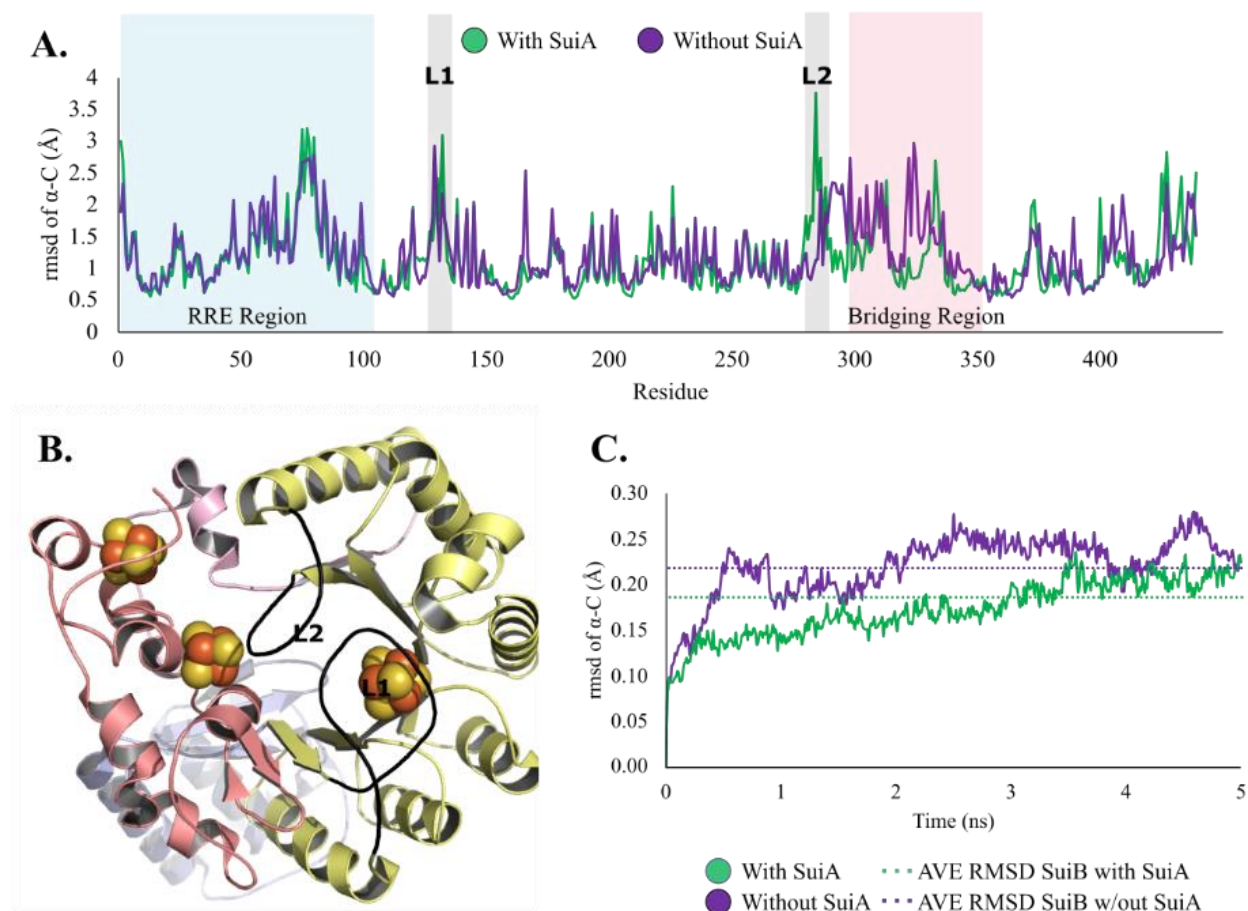 A.
With SuiA
Without SuiA
L1
L2
4
3.5
3
2.5
2
1.5
1
0.5
0
rmsd of α-C (Å)
RRE Region
Bridging Region
0 50 100 150 200 250 300 350 400
Residue
B.
L2
L1
C.
0.30
0.25
0.20
0.15
0.10
0.05
0.00
rmsd of α-C (Å)
0 1 2 3 4 5
Time (ns)
With SuiA AVE RMSD SuiB with SuiA
Without SuiA AVE RMSD SuiB w/out SuiA